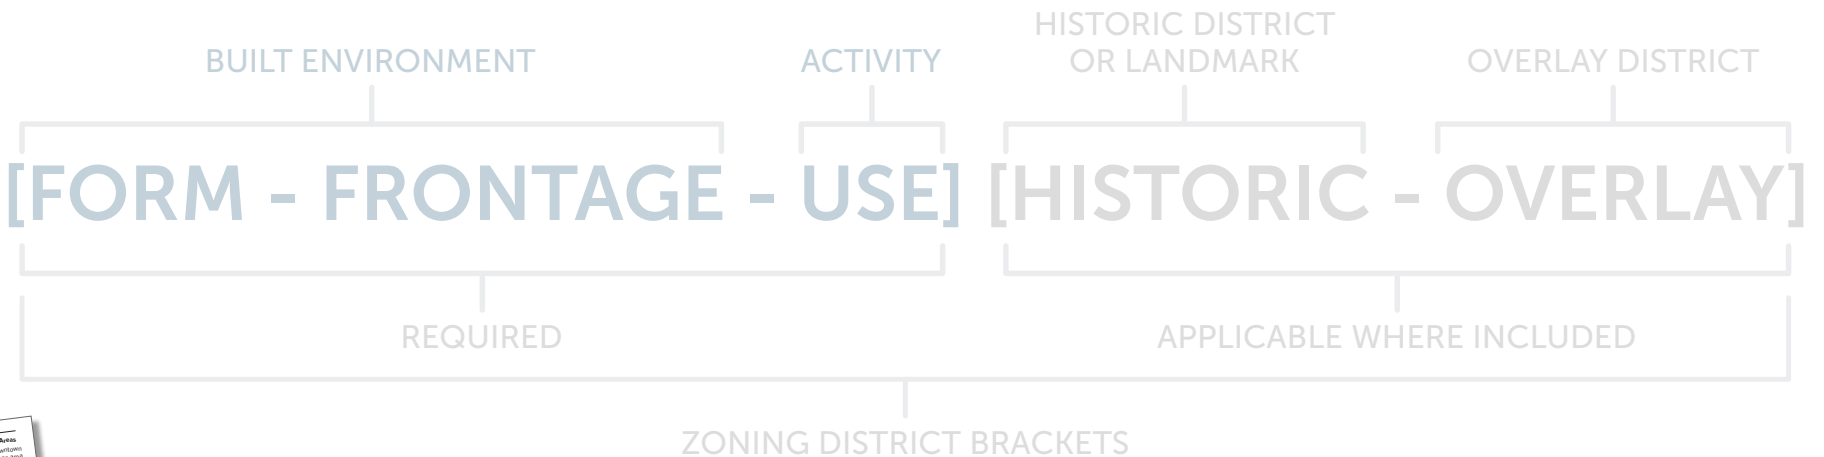 HISTORIC DISTRICT
BUILT ENVIRONMENT ACTIVITY OR LANDMARK OVERLAY DISTRICT
[FORM - FRONTAGE - USE] [HISTORIC - OVERLAY]
REQUIRED APPLICABLE WHERE INCLUDED
Areas
ZONING DISTRICT BRACKETS